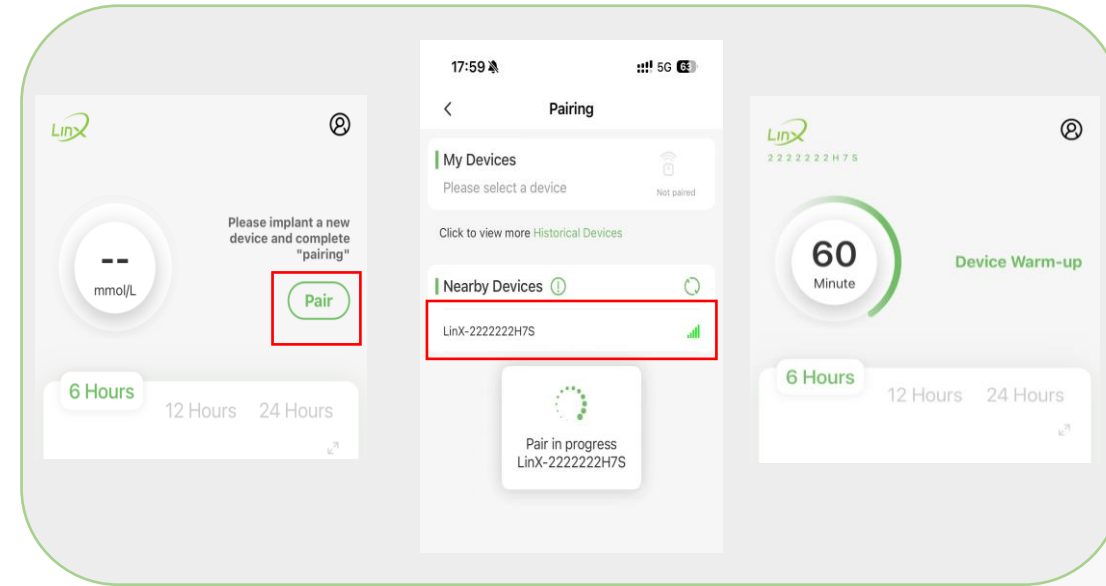 LinX
Please implant a new
device and complete
"pairing"
--
mmol/L
Pair
6 Hours
12 Hours
24 Hours
17:59
5G 63
Pairing
My Devices
Please select a device
Not paired
Click to view more Historical Devices
Nearby Devices
LinX-2222222H7S
Pair in progress
LinX-2222222H7S
LinX
2222222H7S
60
Minute
Device Warm-up
6 Hours
12 Hours
24 Hours